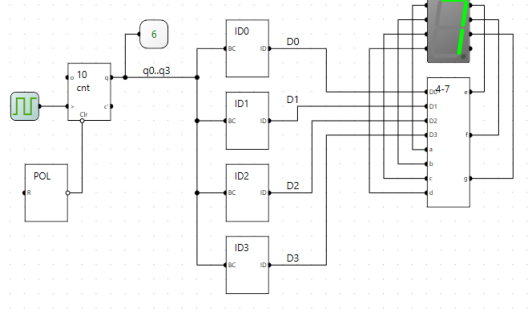 6
ID0
BC
ID
D0
10
cnt
q
q0..q3
c'
>
Clr
ID1
BC
ID
D1
4-7
D0
D1
D2
D3
a
b
c
d
e
f
g
POL
R
ID2
BC
ID
D2
ID3
BC
ID
D3